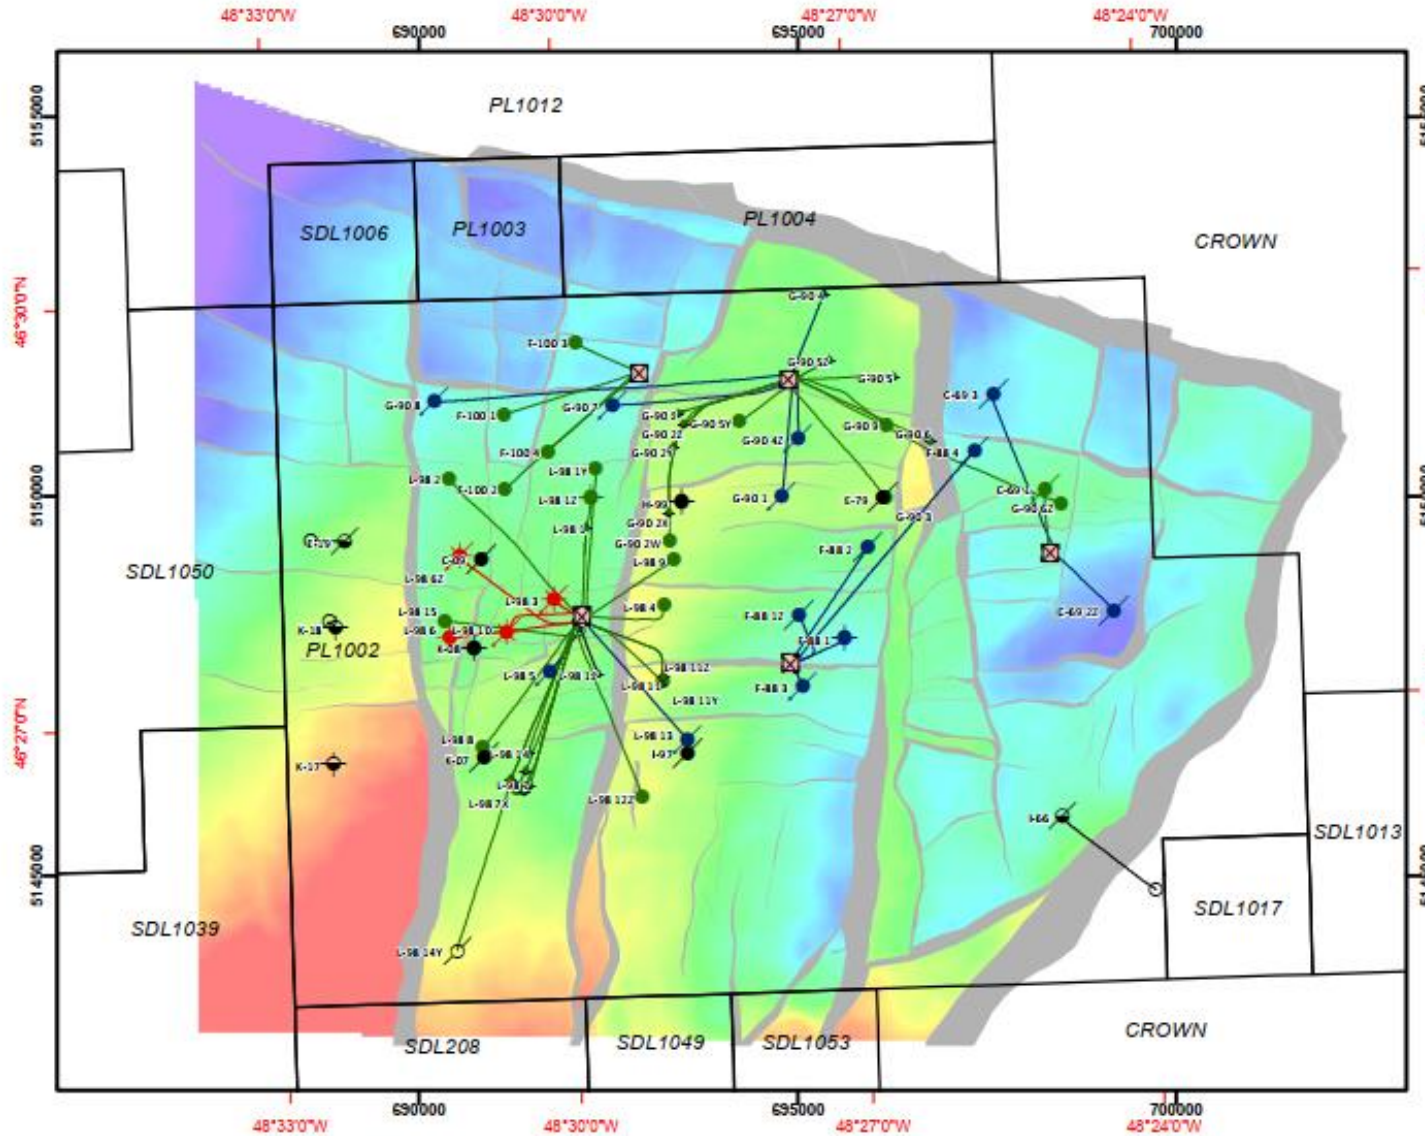 48°33'0"W 48°30'0"W 48°27'0"W 48°24'0"W
690000 695000 700000
5155000
PL1012
SDL1006
PL1003
PL1004
CROWN
46°30'0"N
G-90 4
F-100 3
G-90 5Z
G-90 5
G-90 8
F-100 1
G-90 7
G-90 5Y
G-90 2Z
G-90 2Y
G-90 4Z
G-90 9
G-90 6
C-69 3
F-88 4
F-100 4
L-98 1Y
L-98 2
F-100 2
L-98 1Z
G-90 1
E-79
G-90 3
G-90 6Z
5150000
H-99
G-90 2X
G-90 2W
L-98 9
F-88 2
C-09
L-98 6Z
SDL1050
L-98 3
L-98 4
L-98 15
L-98 6
L-98 10
K-18
PL1002
K-08
F-88 1Z
F-88 1
C-69 2Z
L-98 5
L-98 11
L-98 11Z
L-98 11Y
F-88 3
46°27'0"N
L-98 8
K-07
L-98 13
I-97
K-17
L-98 7X
L-98 12Z
I-66
SDL1013
5145000
SDL1017
SDL1039
L-98 14Y
SDL208
SDL1049
SDL1053
CROWN
690000 695000 700000
48°33'0"W 48°30'0"W 48°27'0"W 48°24'0"W